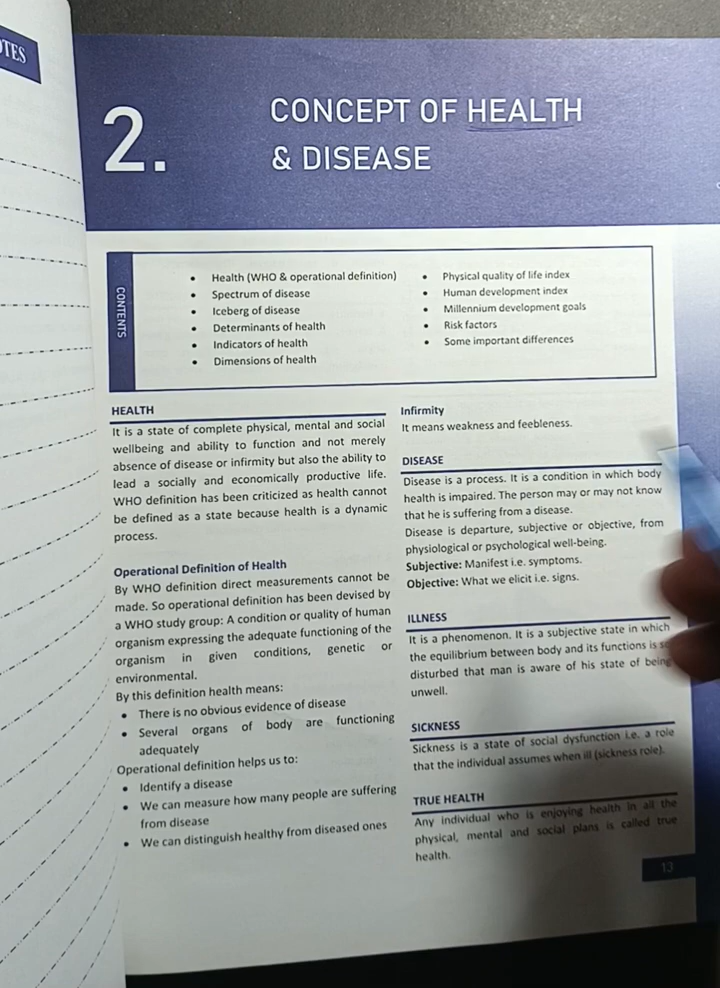 OTES
2.
CONCEPT OF HEALTH
& DISEASE
CONTENTS
• Health (WHO & operational definition)
• Spectrum of disease
• Iceberg of disease
• Determinants of health
• Indicators of health
• Dimensions of health
• Physical quality of life index
• Human development index
• Millennium development goals
• Risk factors
• Some important differences
HEALTH
It is a state of complete physical, mental and social
wellbeing and ability to function and not merely
absence of disease or infirmity but also the ability to
lead a socially and economically productive life.
WHO definition has been criticized as health cannot
be defined as a state because health is a dynamic
process.
Operational Definition of Health
By WHO definition direct measurements cannot be
made. So operational definition has been devised by
a WHO study group: A condition or quality of human
organism expressing the adequate functioning of the
organism in given conditions, genetic or
environmental.
By this definition health means:
• There is no obvious evidence of disease
• Several organs of body are functioning
adequately
Operational definition helps us to:
• Identify a disease
• We can measure how many people are suffering
from disease
• We can distinguish healthy from diseased ones
Infirmity
It means weakness and feebleness.
DISEASE
Disease is a process. It is a condition in which body
health is impaired. The person may or may not know
that he is suffering from a disease.
Disease is departure, subjective or objective, from
physiological or psychological well-being.
Subjective: Manifest i.e. symptoms.
Objective: What we elicit i.e. signs.
ILLNESS
It is a phenomenon. It is a subjective state in which
the equilibrium between body and its functions is so
disturbed that man is aware of his state of being
unwell.
SICKNESS
Sickness is a state of social dysfunction i.e. a role
that the individual assumes when ill (sickness role).
TRUE HEALTH
Any individual who is enjoying health in all the
physical, mental and social plans is called true
health.
13